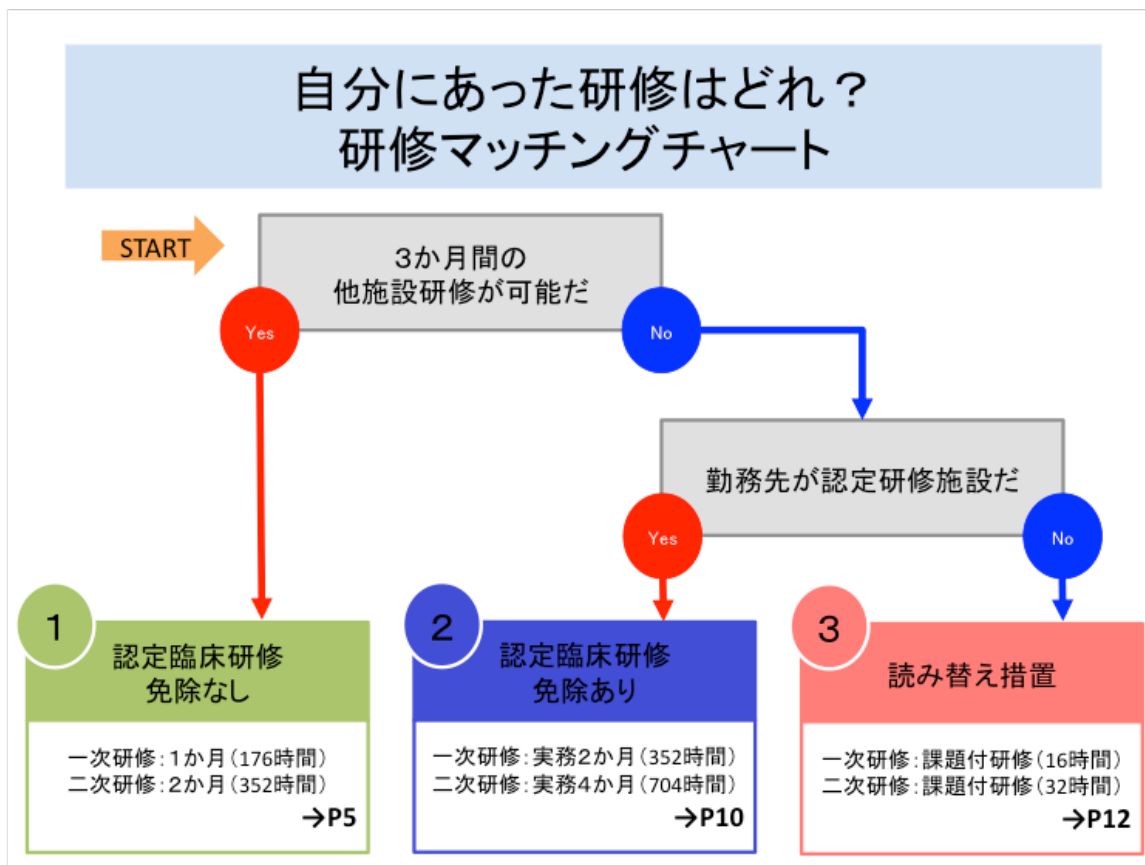 自分にあった研修はどれ？
研修マッチングチャート
START
３か月間の
他施設研修が可能だ
Yes
No
勤務先が認定研修施設だ
Yes
No
1
認定臨床研修
免除なし
一次研修：１か月（176時間）
二次研修：２か月（352時間）
→P5
2
認定臨床研修
免除あり
一次研修：実務２か月（352時間）
二次研修：実務４か月（704時間）
→P10
3
読み替え措置
一次研修：課題付研修（16時間）
二次研修：課題付研修（32時間）
→P12